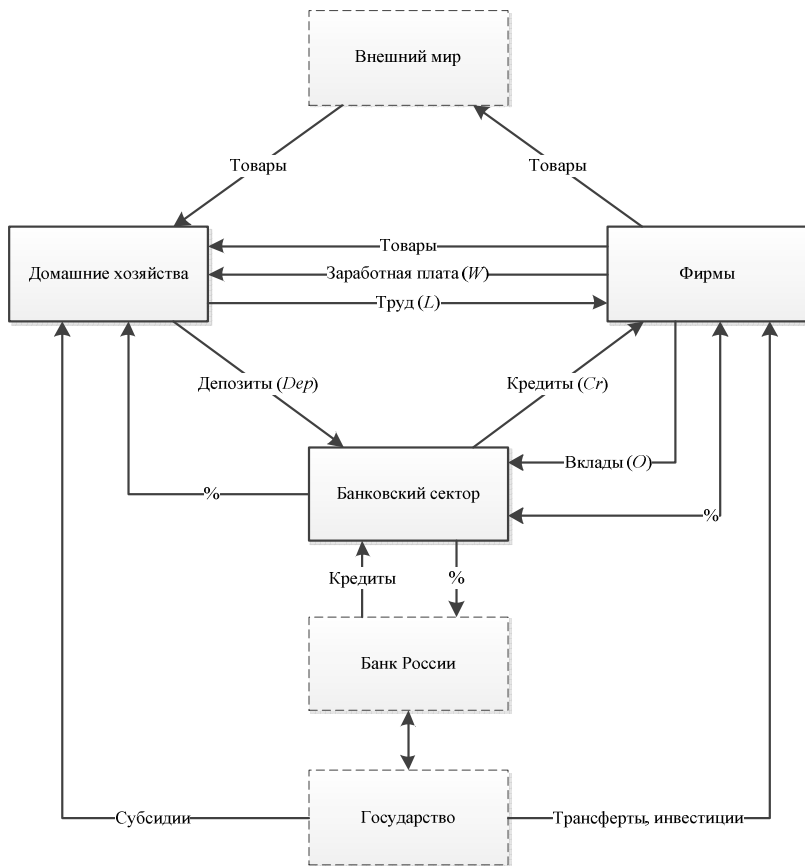 Внешний мир
Товары
Товары
Товары
Домашние хозяйства
Заработная плата (W)
Фирмы
Труд (L)
Депозиты (Dep)
Кредиты (Cr)
Вклады (O)
%
Банковский сектор
%
Кредиты
%
Банк России
Субсидии
Государство
Трансферты, инвестиции